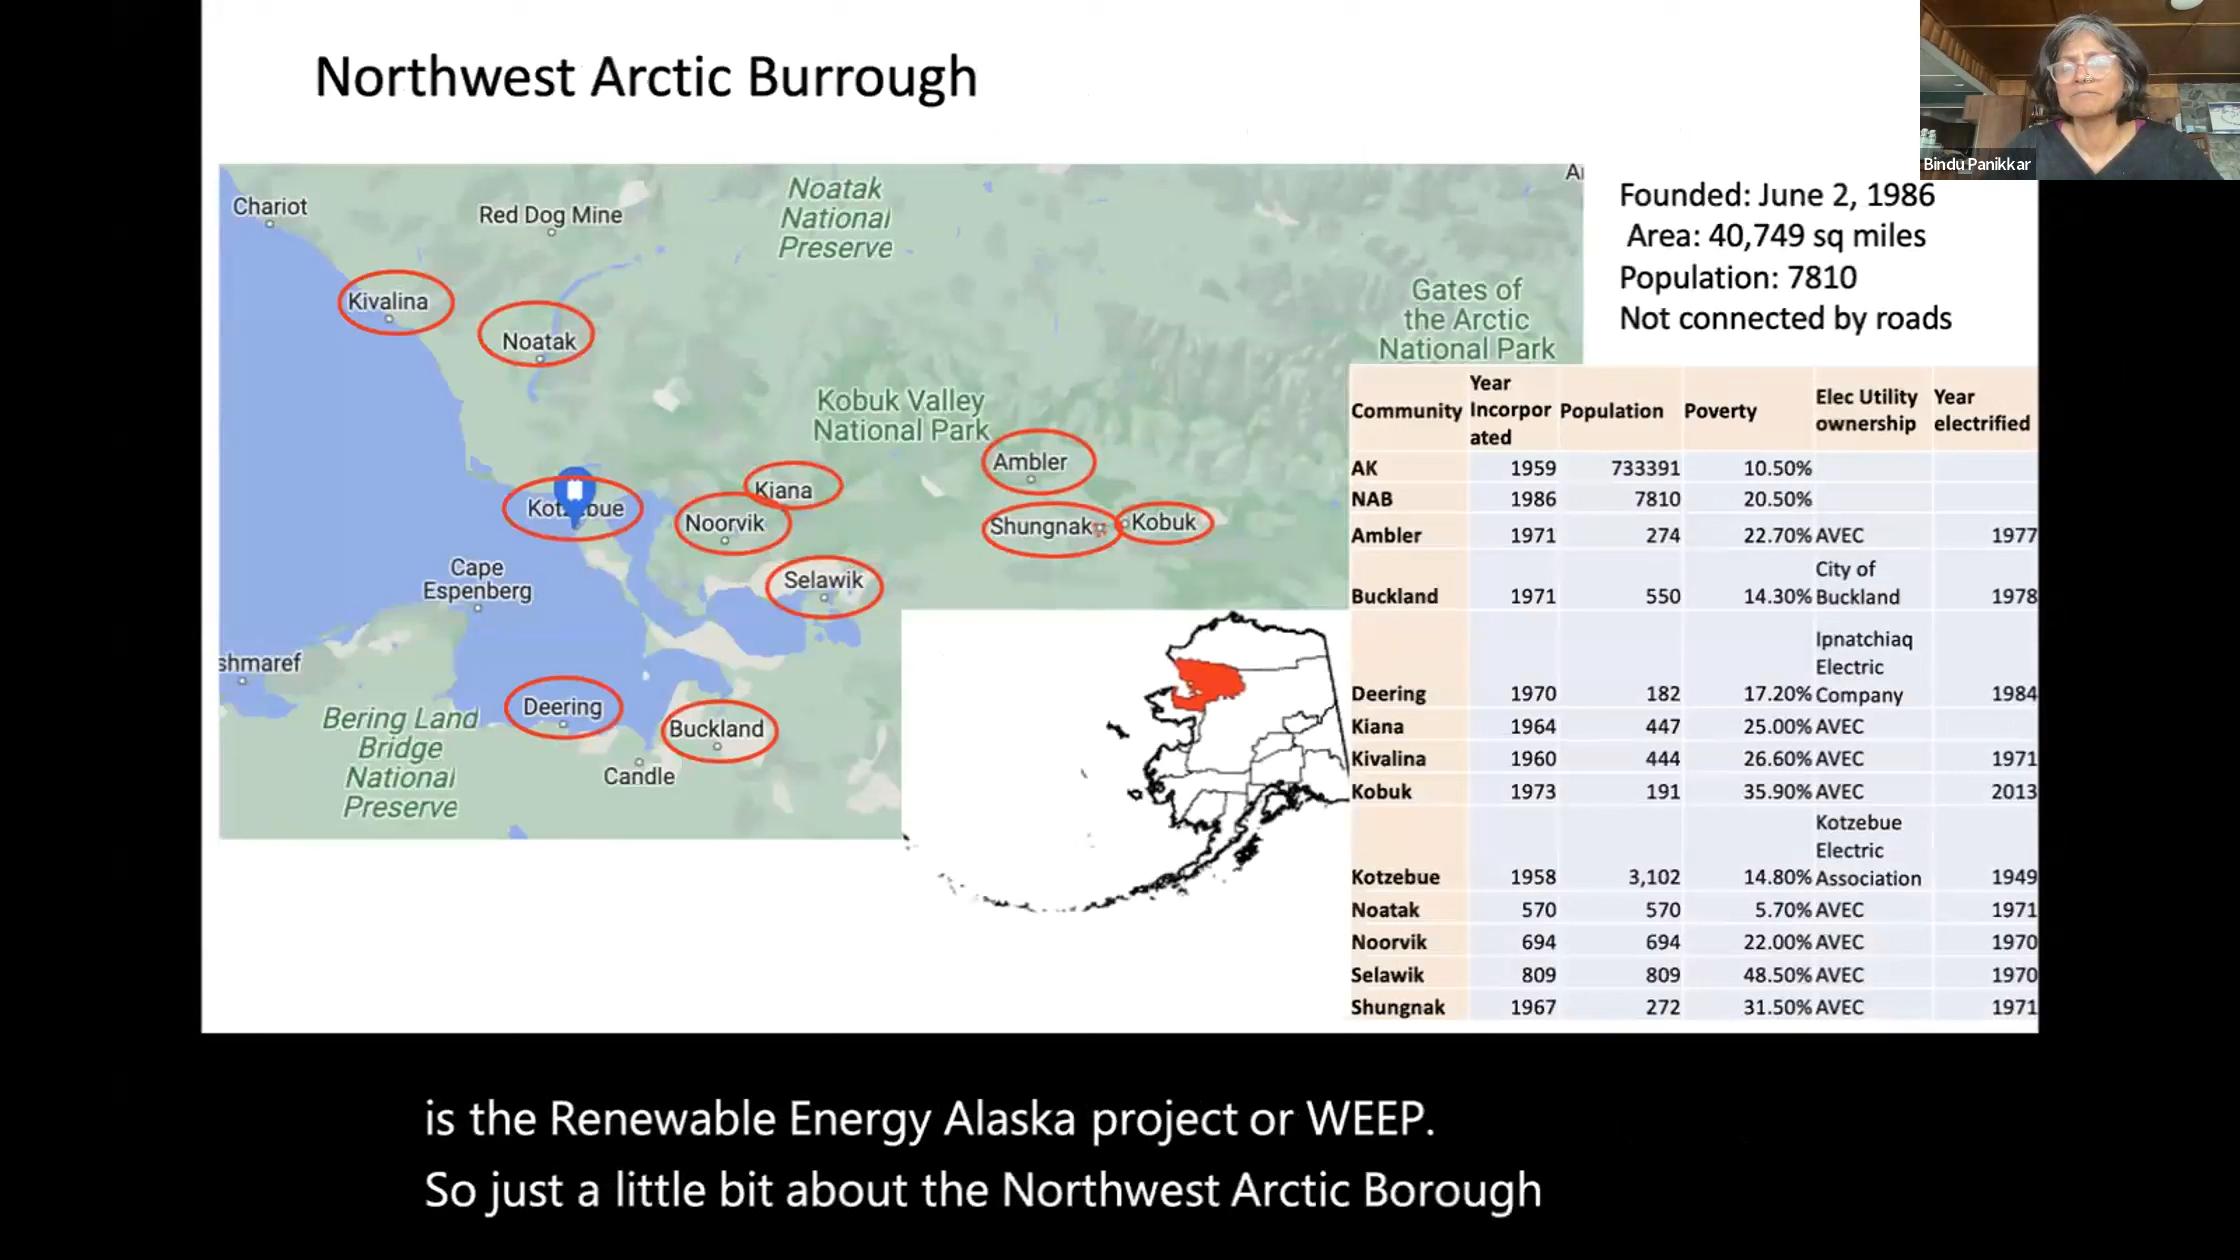 Northwest Arctic Burrough
Bindu Panikkar
Founded: June 2, 1986
Area: 40,749 sq miles
Population: 7810
Not connected by roads
Chariot
Red Dog Mine
Noatak
National
Preserve
Kivalina
Noatak
Gates of
the Arctic
National Park
Kobuk Valley
National Park
Ambler
Kiana
Kotzebue
Noorvik
Shungnak
Kobuk
Selawik
Cape
Espenberg
shmaref
Deering
Buckland
Candle
Bering Land
Bridge
National
Preserve
Community Year Incorpor ated Population Poverty Elec Utility ownership Year electrified
AK 1959 733391 10.50%
NAB 1986 7810 20.50%
Ambler 1971 274 22.70% AVEC 1977
Buckland 1971 550 14.30% City of Buckland 1978
Deering 1970 182 17.20% Ipnatchiaq Electric Company 1984
Kiana 1964 447 25.00% AVEC
Kivalina 1960 444 26.60% AVEC 1971
Kobuk 1973 191 35.90% AVEC 2013
Kotzebue 1958 3,102 14.80% Kotzebue Electric Association 1949
Noatak 570 570 5.70% AVEC 1971
Noorvik 694 694 22.00% AVEC 1970
Selawik 809 809 48.50% AVEC 1970
Shungnak 1967 272 31.50% AVEC 1971
is the Renewable Energy Alaska project or WEEP.
So just a little bit about the Northwest Arctic Borough